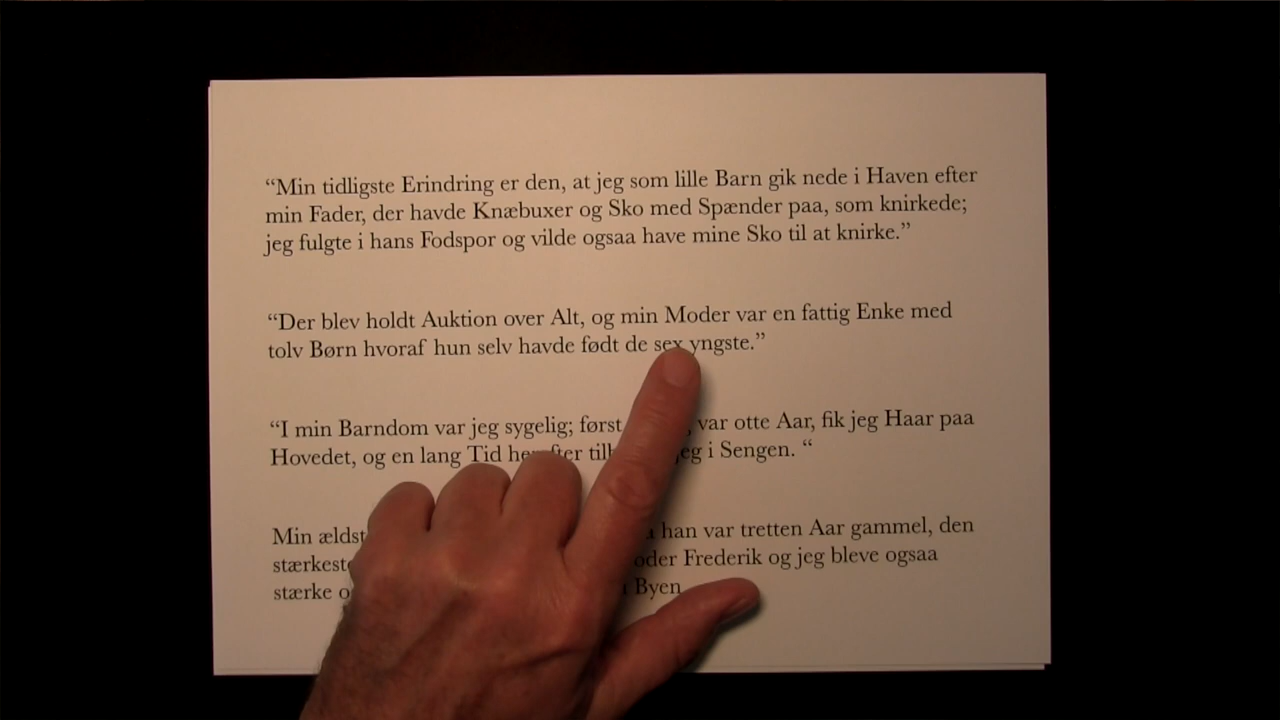 “Min tidligste Erindring er den, at jeg som lille Barn gik nede i Haven efter
min Fader, der havde Knæbuxer og Sko med Spænder paa, som knirkede;
jeg fulgte i hans Fodspor og vilde ogsaa have mine Sko til at knirke.”
“Der blev holdt Auktion over Alt, og min Moder var en fattig Enke med
tolv Børn hvoraf hun selv havde født de sex yngste.”
“I min Barndom var jeg sygelig; først var otte Aar, fik jeg Haar paa
Hovedet, og en lang Tid jeg i Sengen. “
Min han var tretten Aar gammel, den
Frederik og jeg bleve ogsaa
stærke Byen